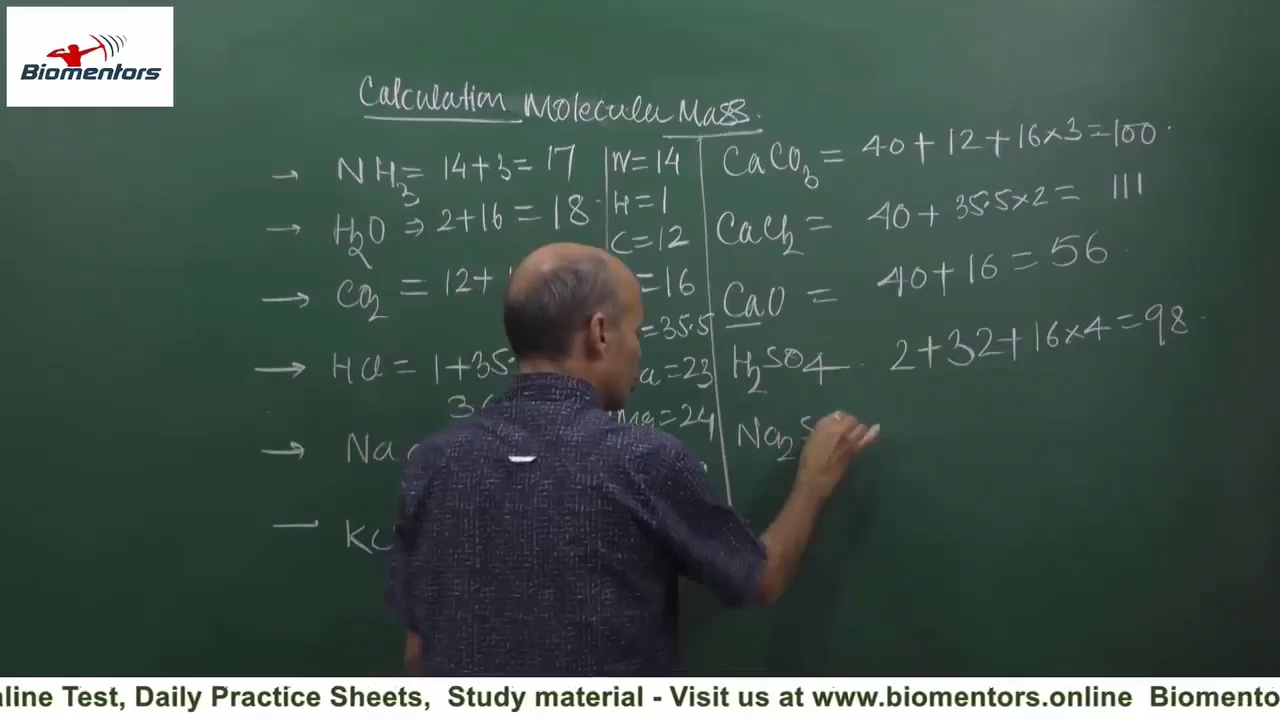 Biomentors
Calculation Molecular Mass.
→ NH3 = 14+3 = 17
→ H2O ⇒ 2+16 = 18
→ CO2 = 12+
→ HCl = 1+35.
→ Na
— KC
N=14
H=1
C=12
=16
=35.5
a=23
Mg=24
CaCO3 = 40+12+16×3=100
CaCl2 = 40+35.5×2= 111
CaO = 40+16=56
H2SO4 2+32+16×4=98
Na2S
nline Test, Daily Practice Sheets, Study material - Visit us at www.biomentors.online Biomento